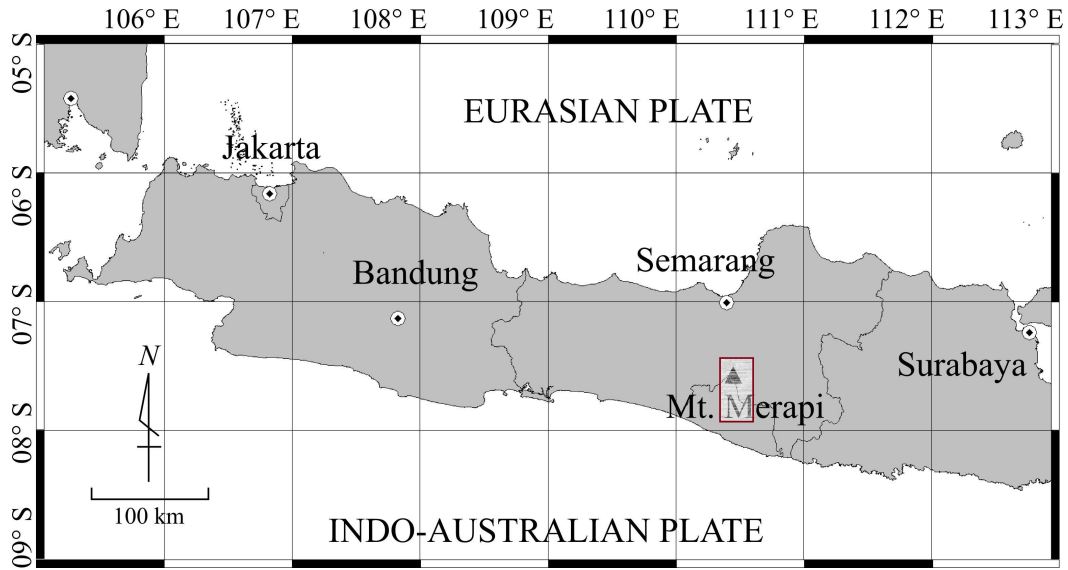 106° E 107° E 108° E 109° E 110° E 111° E 112° E 113° E
05° S
EURASIAN PLATE
Jakarta
06° S
Semarang
Bandung
07° S
Surabaya
N
Mt. Merapi
08° S
100 km
INDO-AUSTRALIAN PLATE
09° S